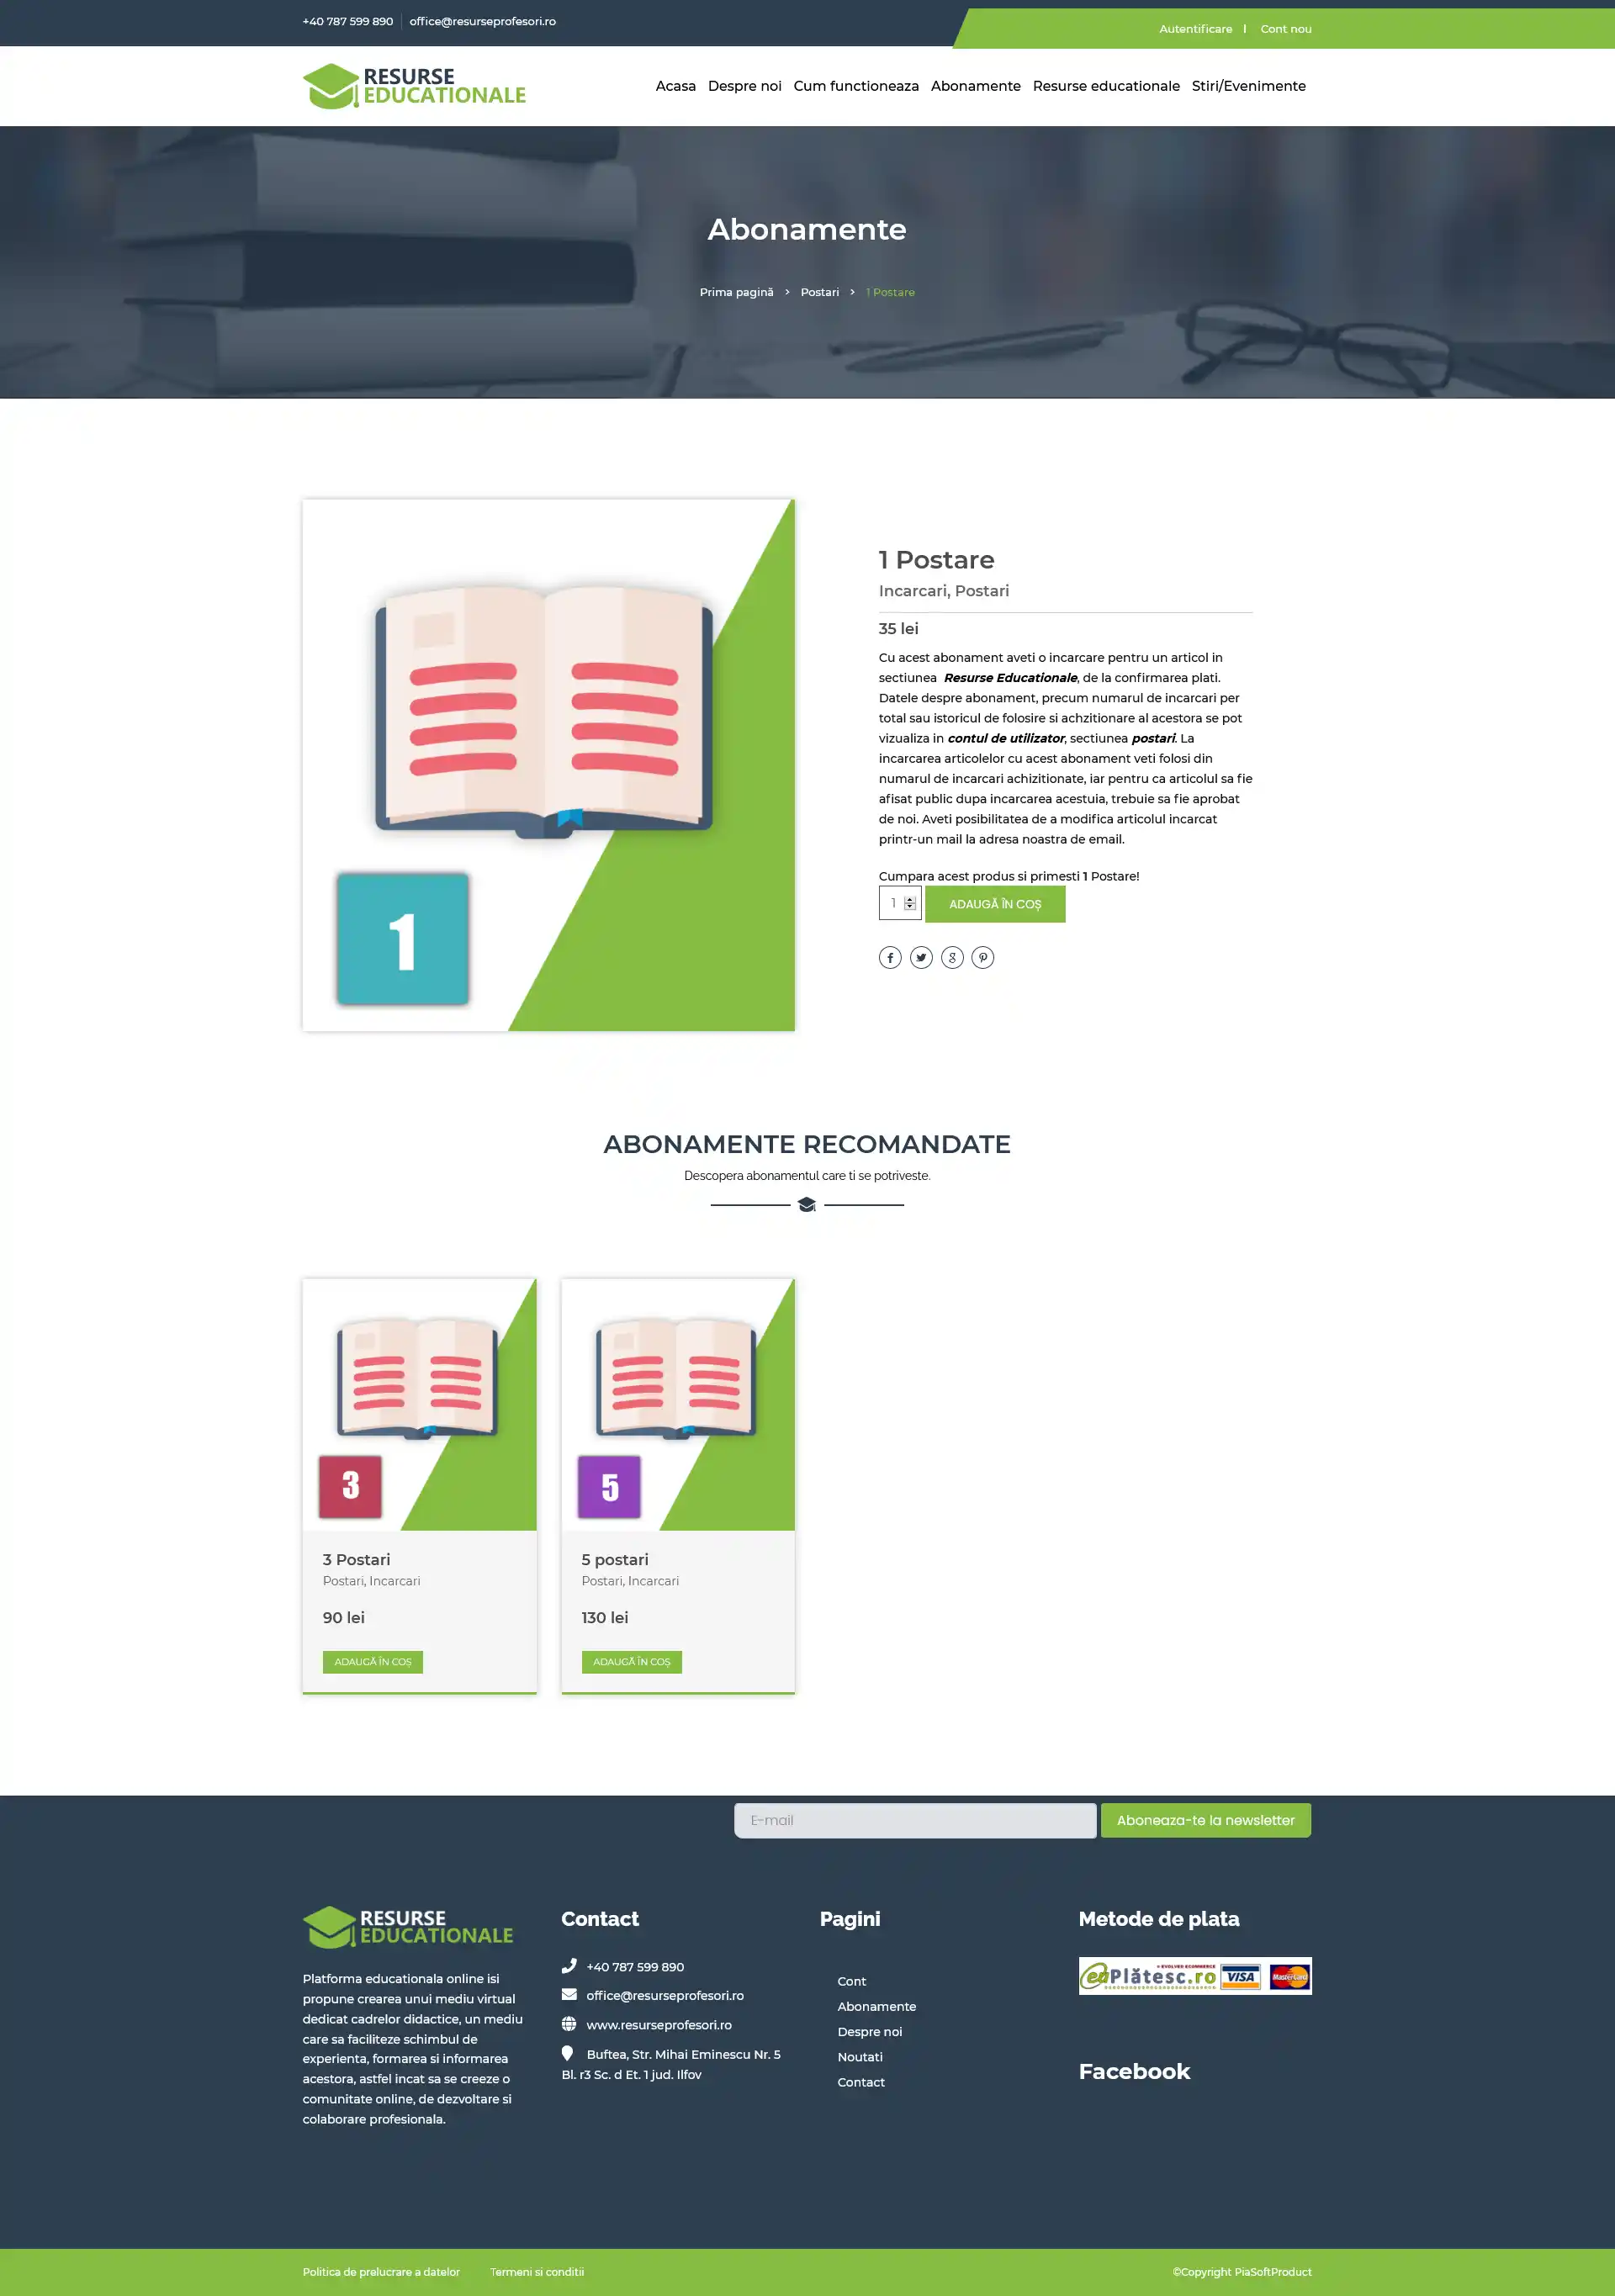 +40 787 599 890 office@resurseprofesori.ro
Autentificare Cont nou
RESURSE
EDUCATIONALE
Acasa Despre noi Cum functioneaza Abonamente Resurse educationale Stiri/Evenimente
Abonamente
Prima pagină > Postari > 1 Postare
1 Postare
Incarcari, Postari
35 lei
Cu acest abonament aveti o incarcare pentru un articol in
sectiunea Resurse Educationale, de la confirmarea plati.
Datele despre abonament, precum numarul de incarcari per
total sau istoricul de folosire si achzitionare al acestora se pot
vizualiza in contul de utilizator, sectiunea postari. La
incarcarea articolelor cu acest abonament veti folosi din
numarul de incarcari achizitionate, iar pentru ca articolul sa fie
afisat public dupa incarcarea acestuia, trebuie sa fie aprobat
de noi. Aveti posibilitatea de a modifica articolul incarcat
printr-un mail la adresa noastra de email.
Cumpara acest produs si primesti 1 Postare!
1 ADAUGĂ ÎN COȘ
1
ABONAMENTE RECOMANDATE
Descopera abonamentul care ti se potriveste.
3
3 Postari
Postari, Incarcari
90 lei
ADAUGĂ ÎN COȘ
5
5 postari
Postari, Incarcari
130 lei
ADAUGĂ ÎN COȘ
E-mail Aboneaza-te la newsletter
RESURSE
EDUCATIONALE
Platforma educationala online isi
propune crearea unui mediu virtual
dedicat cadrelor didactice, un mediu
care sa faciliteze schimbul de
experienta, formarea si informarea
acestora, astfel incat sa se creeze o
comunitate online, de dezvoltare si
colaborare profesionala.
Contact
+40 787 599 890
office@resurseprofesori.ro
www.resurseprofesori.ro
Buftea, Str. Mihai Eminescu Nr. 5
Bl. r3 Sc. d Et. 1 jud. Ilfov
Pagini
Cont
Abonamente
Despre noi
Noutati
Contact
Metode de plata
EVOLVED ECOMMERCE
euPlătesc.ro VISA MasterCard
Facebook
Politica de prelucrare a datelor Termeni si conditii
©Copyright PiaSoftProduct